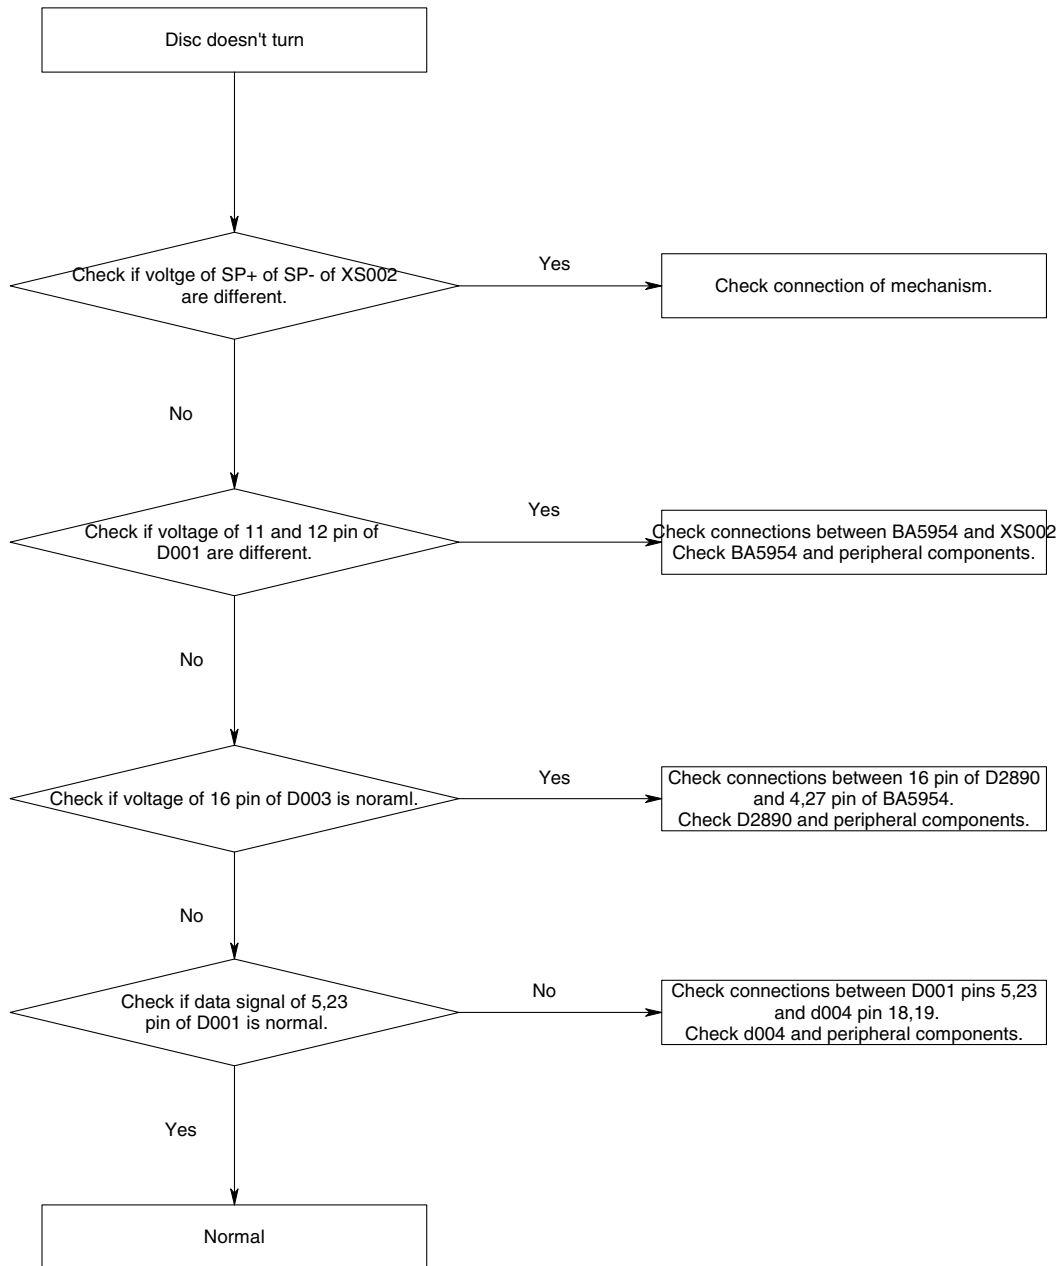 Disc doesn't turn
Check if voltge of SP+ of SP- of XS002
are different.
Yes
Check connection of mechanism.
No
Check if voltage of 11 and 12 pin of
D001 are different.
Yes
Check connections between BA5954 and XS002
Check BA5954 and peripheral components.
No
Check if voltage of 16 pin of D003 is noraml.
Yes
Check connections between 16 pin of D2890
and 4,27 pin of BA5954.
Check D2890 and peripheral components.
No
Check if data signal of 5,23
pin of D001 is normal.
No
Check connections between D001 pins 5,23
and d004 pin 18,19.
Check d004 and peripheral components.
Yes
Normal